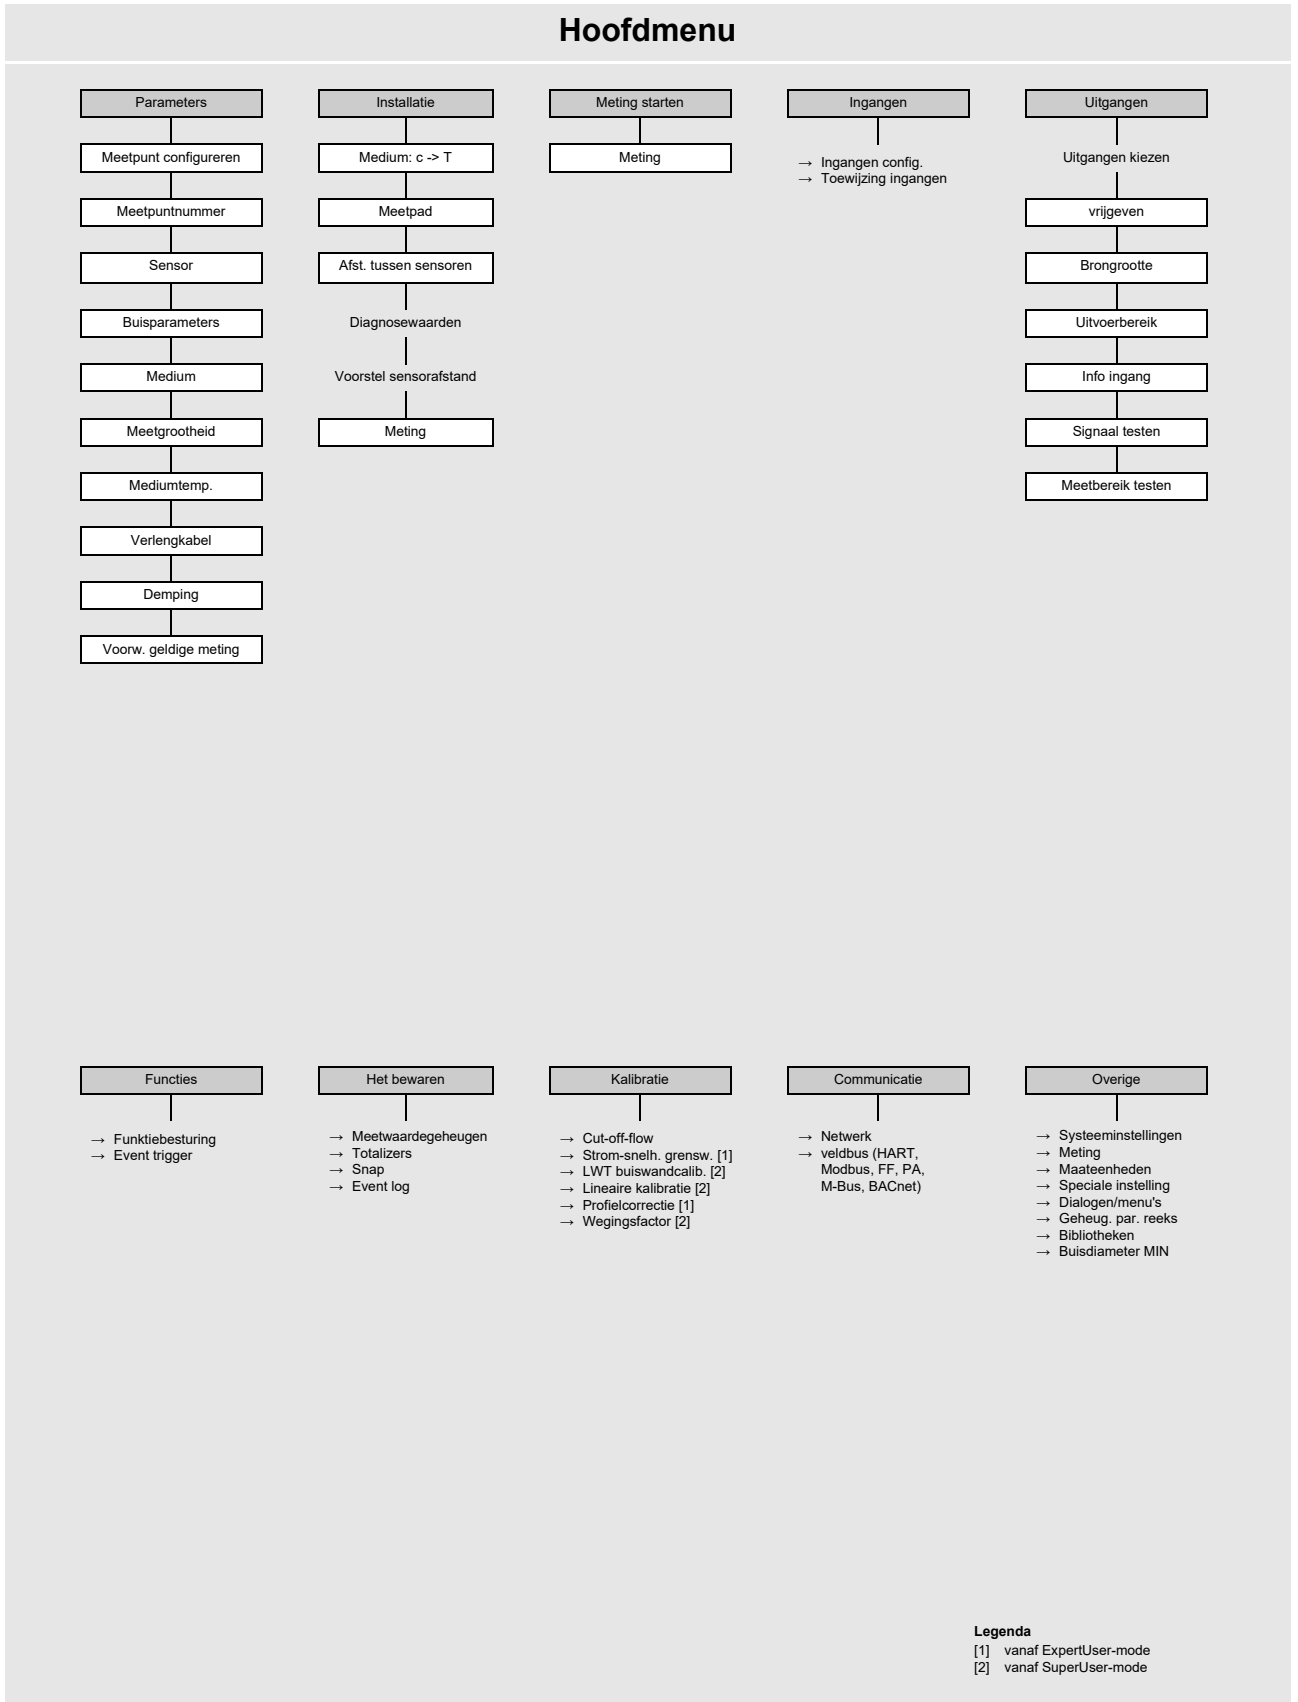 Hoofdmenu
Parameters
Meetpunt configureren
Meetpuntnummer
Sensor
Buisparameters
Medium
Meetgrootheid
Mediumtemp.
Verlengkabel
Demping
Voorw. geldige meting
Installatie
Medium: c -> T
Meetpad
Afst. tussen sensoren
Diagnosewaarden
Voorstel sensorafstand
Meting
Meting starten
Meting
Ingangen
→ Ingangen config.
→ Toewijzing ingangen
Uitgangen
Uitgangen kiezen
vrijgeven
Brongrootte
Uitvoerbereik
Info ingang
Signaal testen
Meetbereik testen
Functies
→ Funktiebesturing
→ Event trigger
Het bewaren
→ Meetwaardegeheugen
→ Totalizers
→ Snap
→ Event log
Kalibratie
→ Cut-off-flow
→ Strom-snelh. grensw. [1]
→ LWT buiswandcalib. [2]
→ Lineaire kalibratie [2]
→ Profielcorrectie [1]
→ Wegingsfactor [2]
Communicatie
→ Netwerk
→ veldbus (HART,
Modbus, FF, PA,
M-Bus, BACnet)
Overige
→ Systeeminstellingen
→ Meting
→ Maateenheden
→ Speciale instelling
→ Dialogen/menu's
→ Geheug. par. reeks
→ Bibliotheken
→ Buisdiameter MIN
Legenda
[1] vanaf ExpertUser-mode
[2] vanaf SuperUser-mode